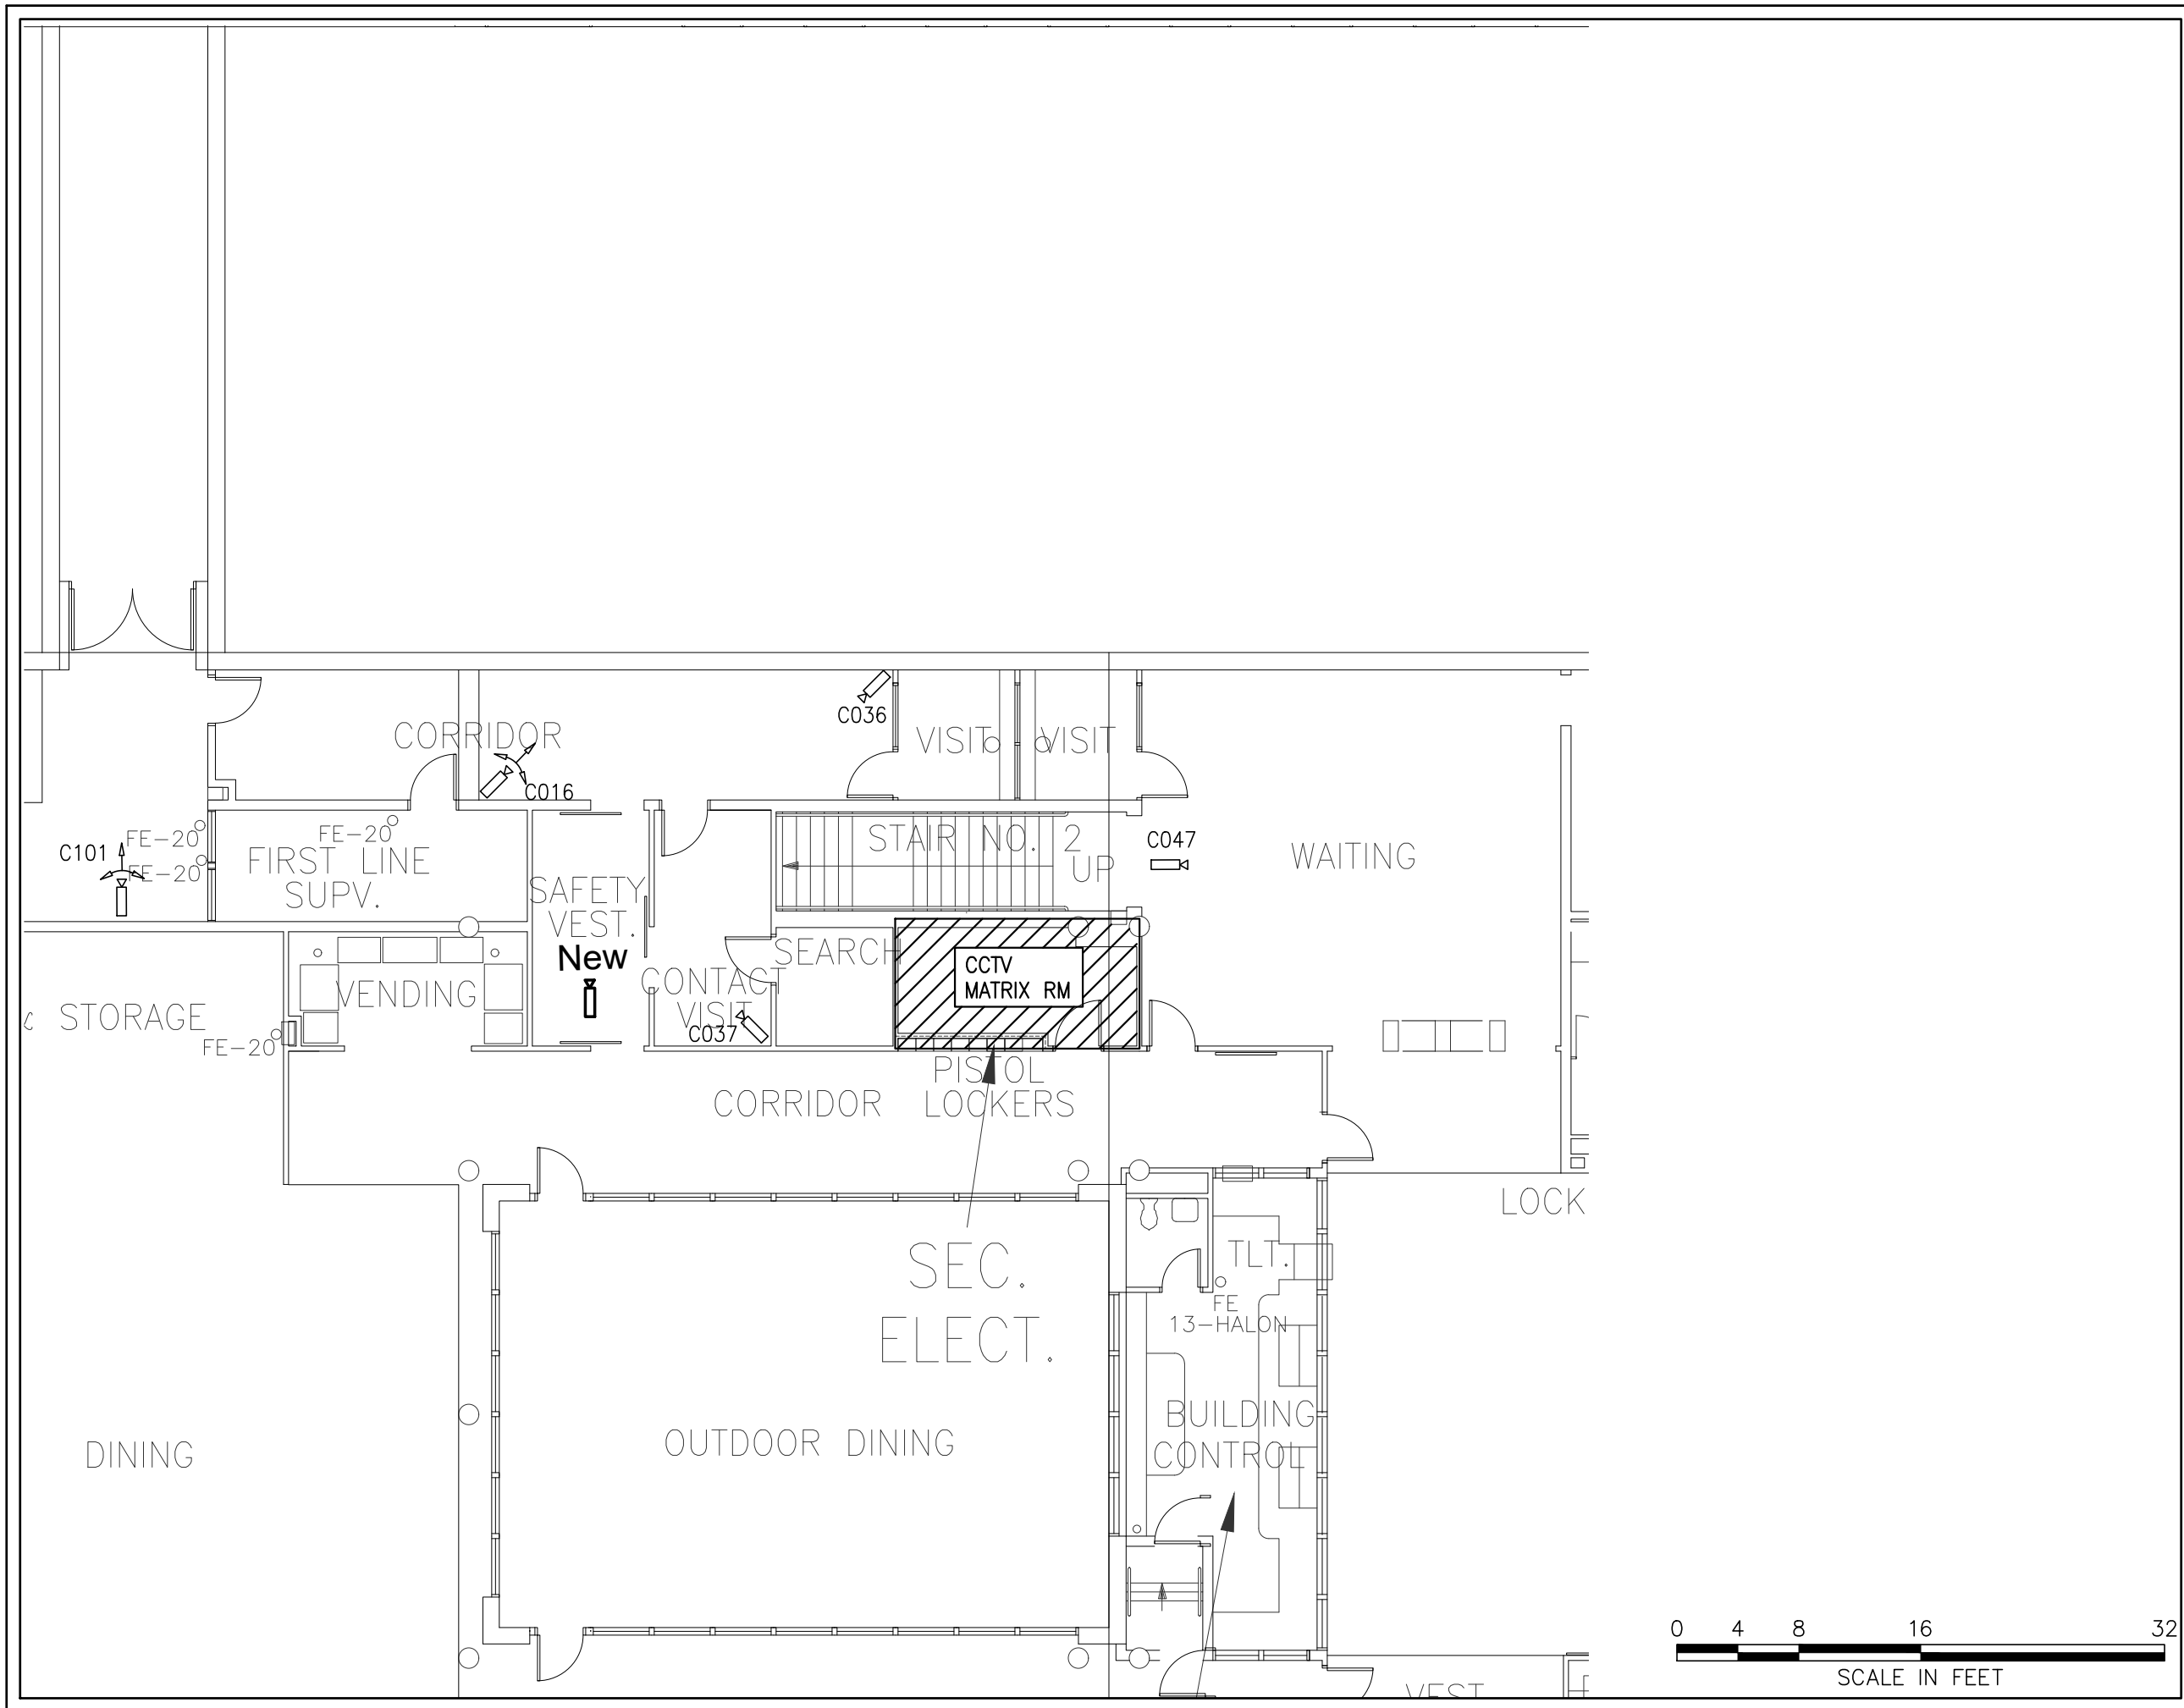 CORRIDOR
C036
VISIT
VISIT
C016
C101
FE-20
FE-20
FE-20
FIRST LINE
SUPV.
STAIR NO. 2
UP
C047
WAITING
SAFETY
VEST.
New
SEARCH
CCTV
MATRIX RM
CONTACT
VISIT
C037
VENDING
& STORAGE
FE-20
PISTOL
LOCKERS
CORRIDOR
LOCK
SEC.
ELECT.
TLT.
FE
13-HALON
BUILDING
CONTROL
OUTDOOR DINING
DINING
VEST
0 4 8 16 32
SCALE IN FEET